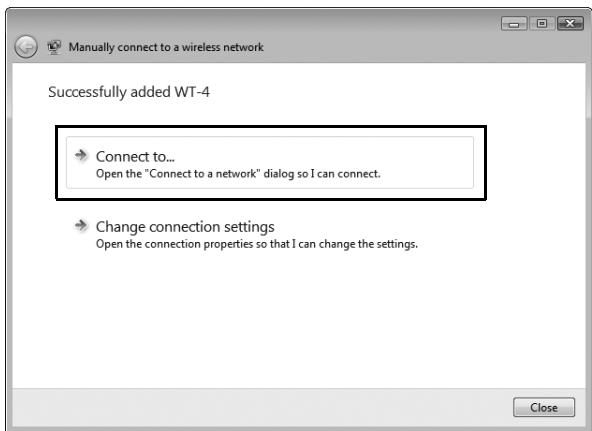 Manually connect to a wireless network
Successfully added WT-4
Connect to...
Open the "Connect to a network" dialog so I can connect.
Change connection settings
Open the connection properties so that I can change the settings.
Close